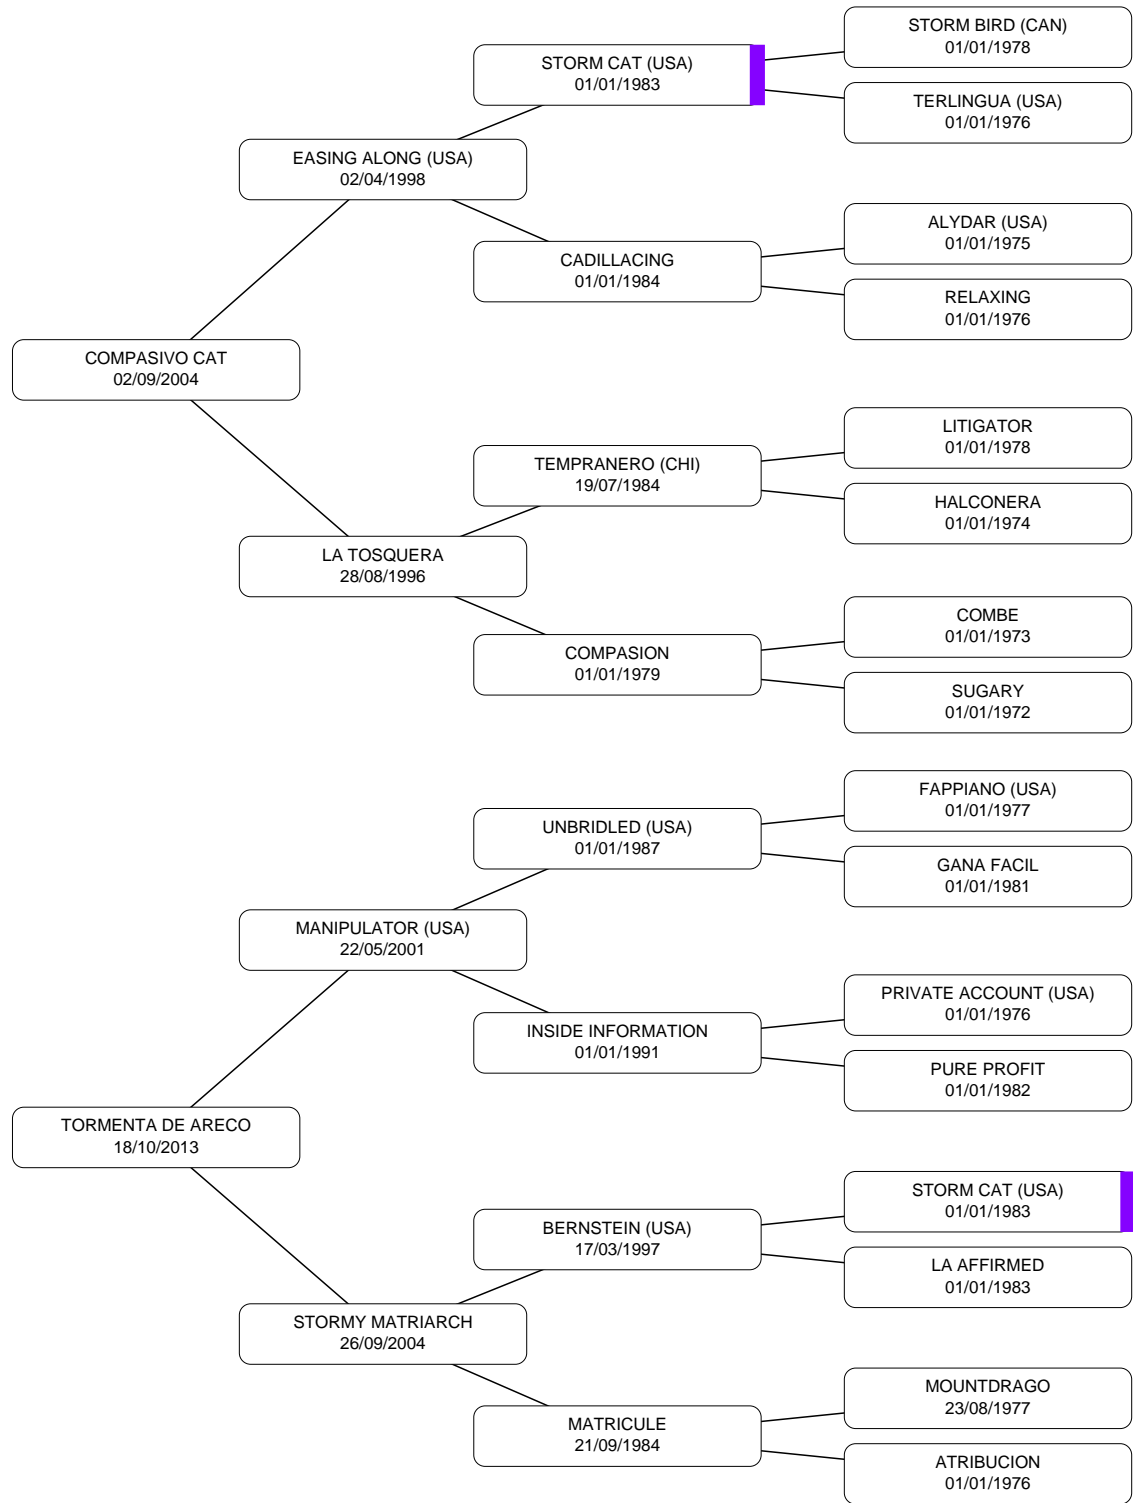 STORM BIRD (CAN)
01/01/1978
STORM CAT (USA)
01/01/1983
TERLINGUA (USA)
01/01/1976
EASING ALONG (USA)
02/04/1998
ALYDAR (USA)
01/01/1975
CADILLACING
01/01/1984
RELAXING
01/01/1976
COMPASIVO CAT
02/09/2004
LITIGATOR
01/01/1978
TEMPRANERO (CHI)
19/07/1984
HALCONERA
01/01/1974
LA TOSQUERA
28/08/1996
COMBE
01/01/1973
COMPASION
01/01/1979
SUGARY
01/01/1972
FAPPIANO (USA)
01/01/1977
UNBRIDLED (USA)
01/01/1987
GANA FACIL
01/01/1981
MANIPULATOR (USA)
22/05/2001
PRIVATE ACCOUNT (USA)
01/01/1976
INSIDE INFORMATION
01/01/1991
PURE PROFIT
01/01/1982
TORMENTA DE ARECO
18/10/2013
STORM CAT (USA)
01/01/1983
BERNSTEIN (USA)
17/03/1997
LA AFFIRMED
01/01/1983
STORMY MATRIARCH
26/09/2004
MOUNTDRAGO
23/08/1977
MATRICULE
21/09/1984
ATRIBUCION
01/01/1976